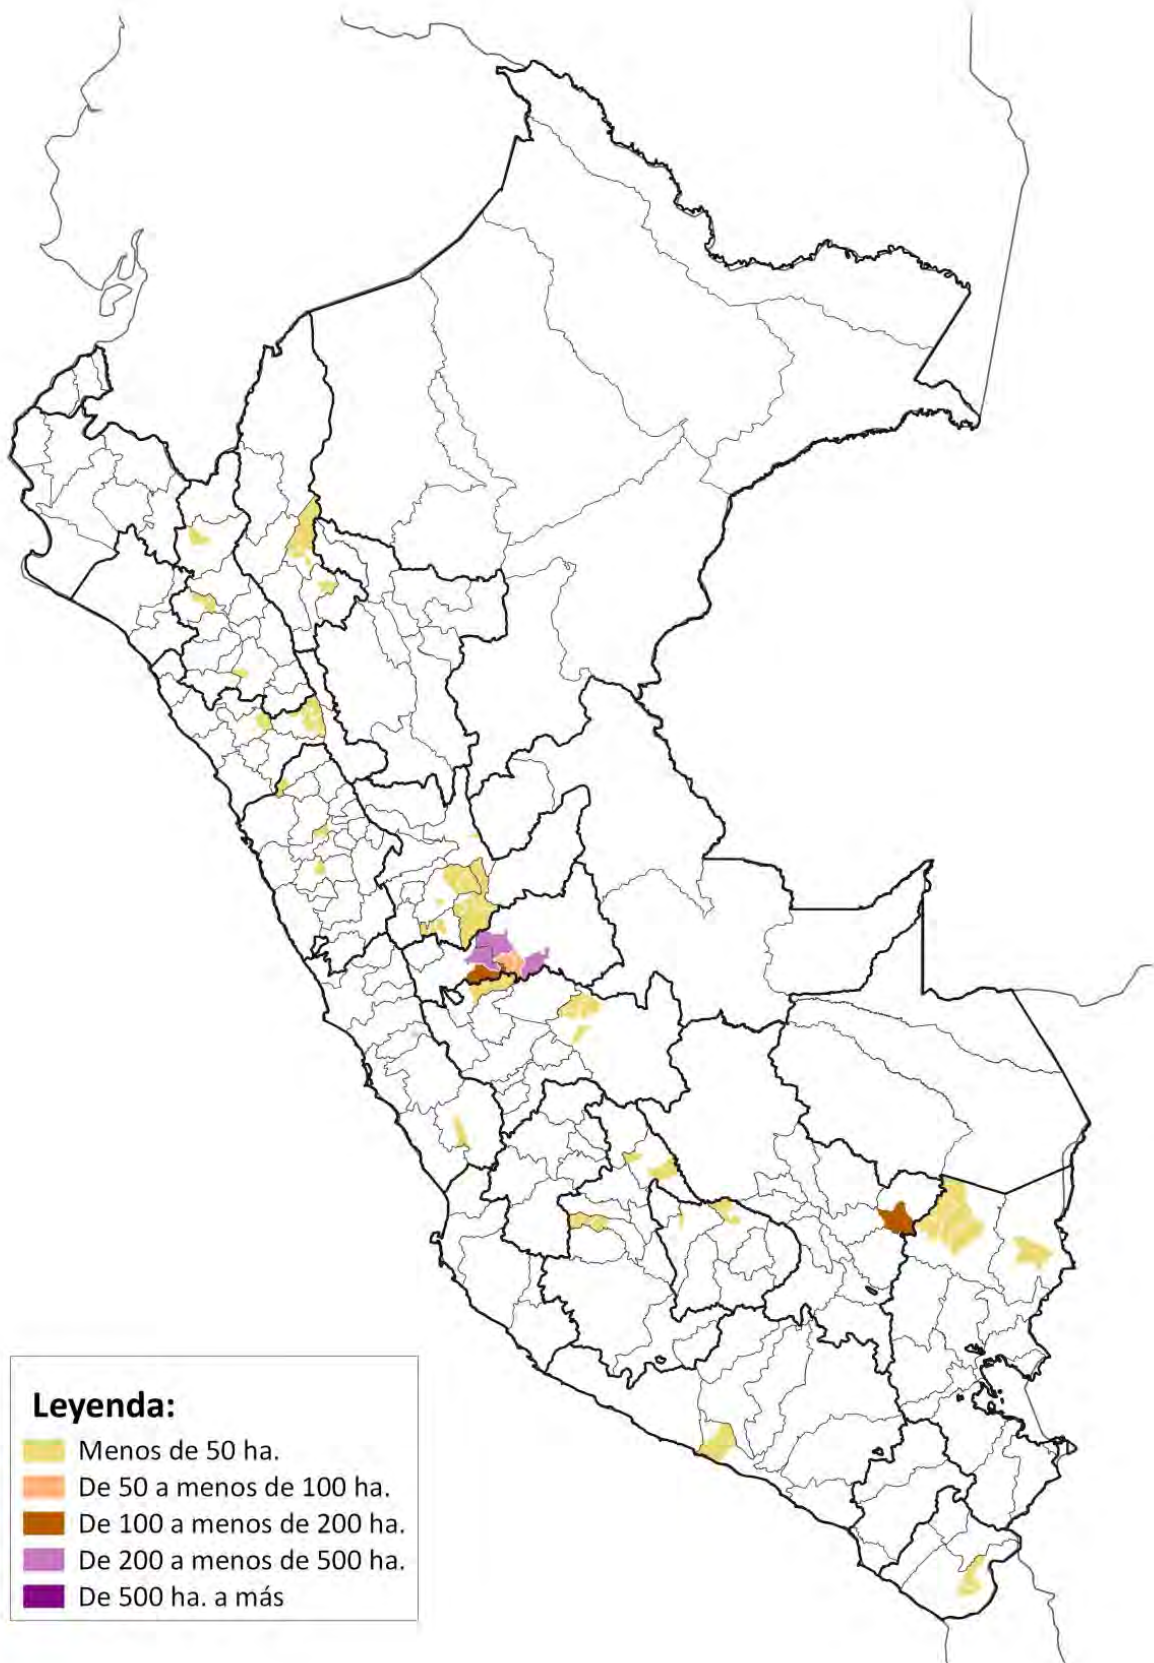 Leyenda:
Menos de 50 ha.
De 50 a menos de 100 ha.
De 100 a menos de 200 ha.
De 200 a menos de 500 ha.
De 500 ha. a más